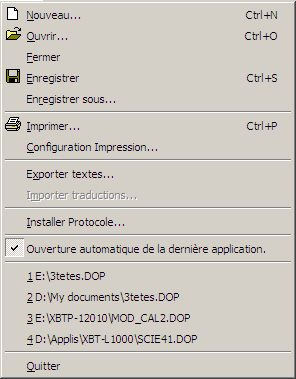 Nouveau... Ctrl+N
Ouvrir... Ctrl+O
Fermer
Enregistrer Ctrl+S
Enregistrer sous...
Imprimer... Ctrl+P
Configuration Impression...
Exporter textes...
Importer traductions...
Installer Protocole...
Ouverture automatique de la dernière application.
1 E:\3tetes.DOP
2 D:\My documents\3tetes.DOP
3 E:\XBTP-12010\MOD_CAL2.DOP
4 D:\Applis\XBT-L1000\SCIE41.DOP
Quitter